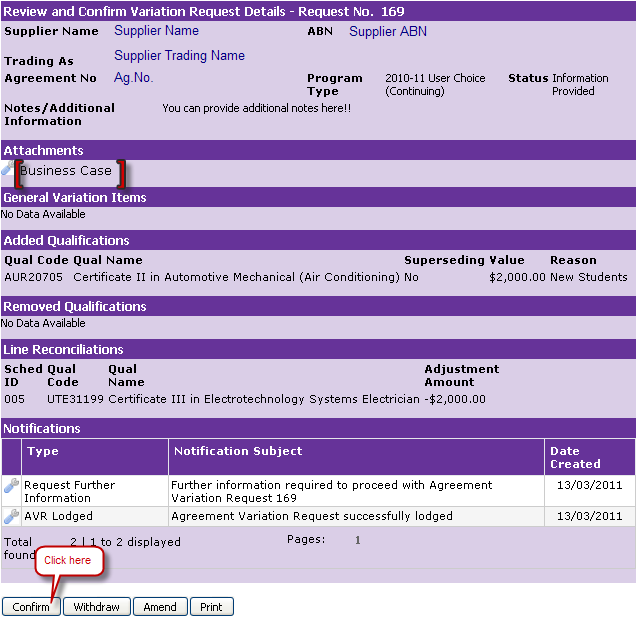 Review and Confirm Variation Request Details - Request No. 169
Supplier Name Supplier Name ABN Supplier ABN
Trading As Supplier Trading Name
Agreement No Ag.No. Program Type 2010-11 User Choice (Continuing) Status Information Provided
Notes/Additional Information You can provide additional notes here!!
Attachments
Business Case
General Variation Items
No Data Available
Added Qualifications
Qual Code Qual Name Superseding Value Reason
AUR20705 Certificate II in Automotive Mechanical (Air Conditioning) No $2,000.00 New Students
Removed Qualifications
No Data Available
Line Reconciliations
Sched ID Qual Code Qual Name Adjustment Amount
005 UTE31199 Certificate III in Electrotechnology Systems Electrician -$2,000.00
Notifications
Type Notification Subject Date Created
Request Further Information Further information required to proceed with Agreement Variation Request 169 13/03/2011
AVR Lodged Agreement Variation Request successfully lodged 13/03/2011
Total found 2 | 1 to 2 displayed Pages: 1
Click here
Confirm Withdraw Amend Print